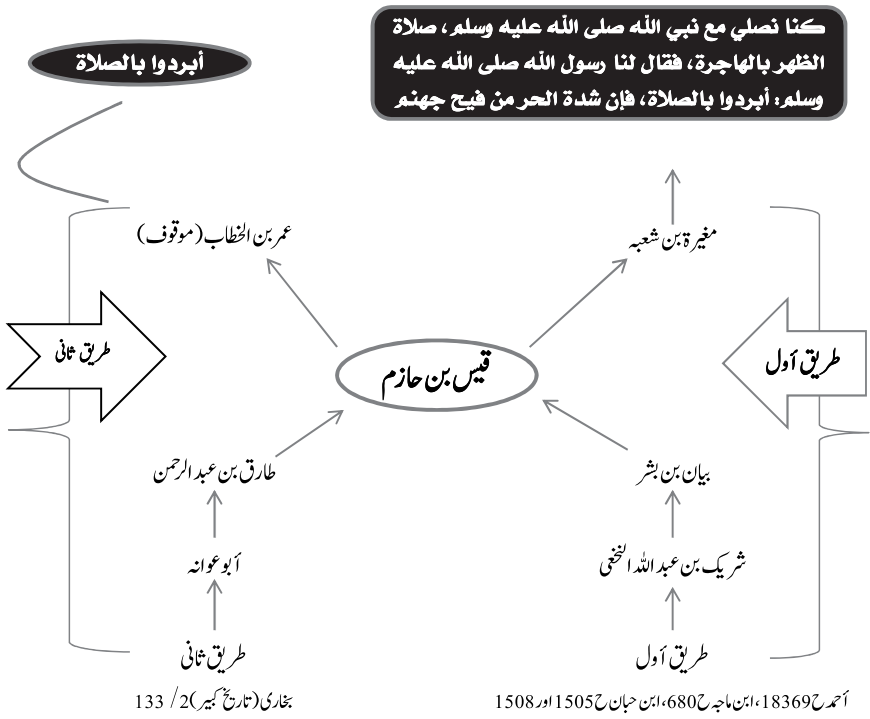 كنا نصلي مع نبي الله صلى الله عليه وسلم، صلاة
الظهر بالهاجرة، فقال لنا رسول الله صلى الله عليه
وسلم: أبردوا بالصلاة، فإن شدة الحر من فيح جهنم
أبردوا بالصلاة
مغیرة بن شعبہ
عمر بن الخطاب (موقوف)
طریق أول
طریق ثانی
قیس بن حازم
بیان بن بشر
طارق بن عبد الرحمن
شریک بن عبد اللہ النخعی
أبو عوانہ
طریق أول
طریق ثانی
أحمد ح18369، ابن ماجہ ح680، ابن حبان ح1505 اور 1508
بخاری (تاریخ کبیر) 2/ 133